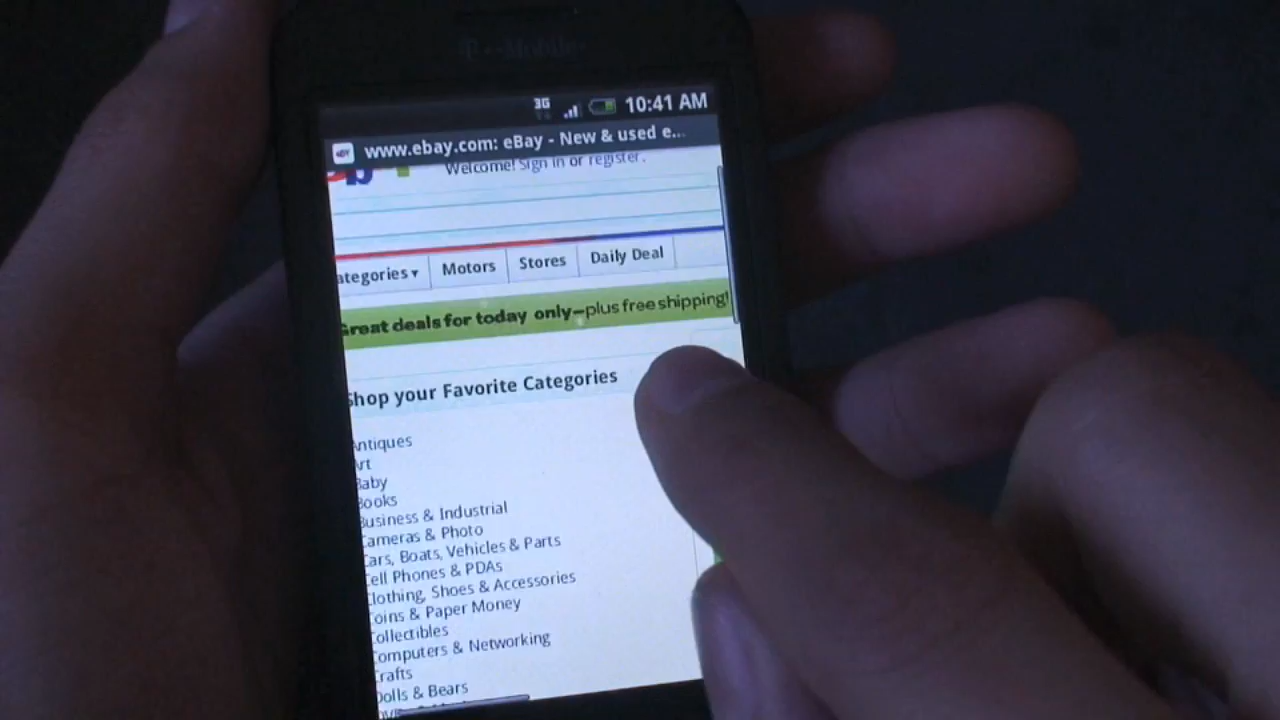 T-Mobile
3G 10:41 AM
www.ebay.com: eBay - New & used e...
Welcome! Sign in or register.
ategories ▾ Motors Stores Daily Deal
Great deals for today only—plus free shipping!
Shop your Favorite Categories
Antiques
Art
Baby
Books
Business & Industrial
Cameras & Photo
Cars, Boats, Vehicles & Parts
Cell Phones & PDAs
Clothing, Shoes & Accessories
Coins & Paper Money
Collectibles
Computers & Networking
Crafts
Dolls & Bears